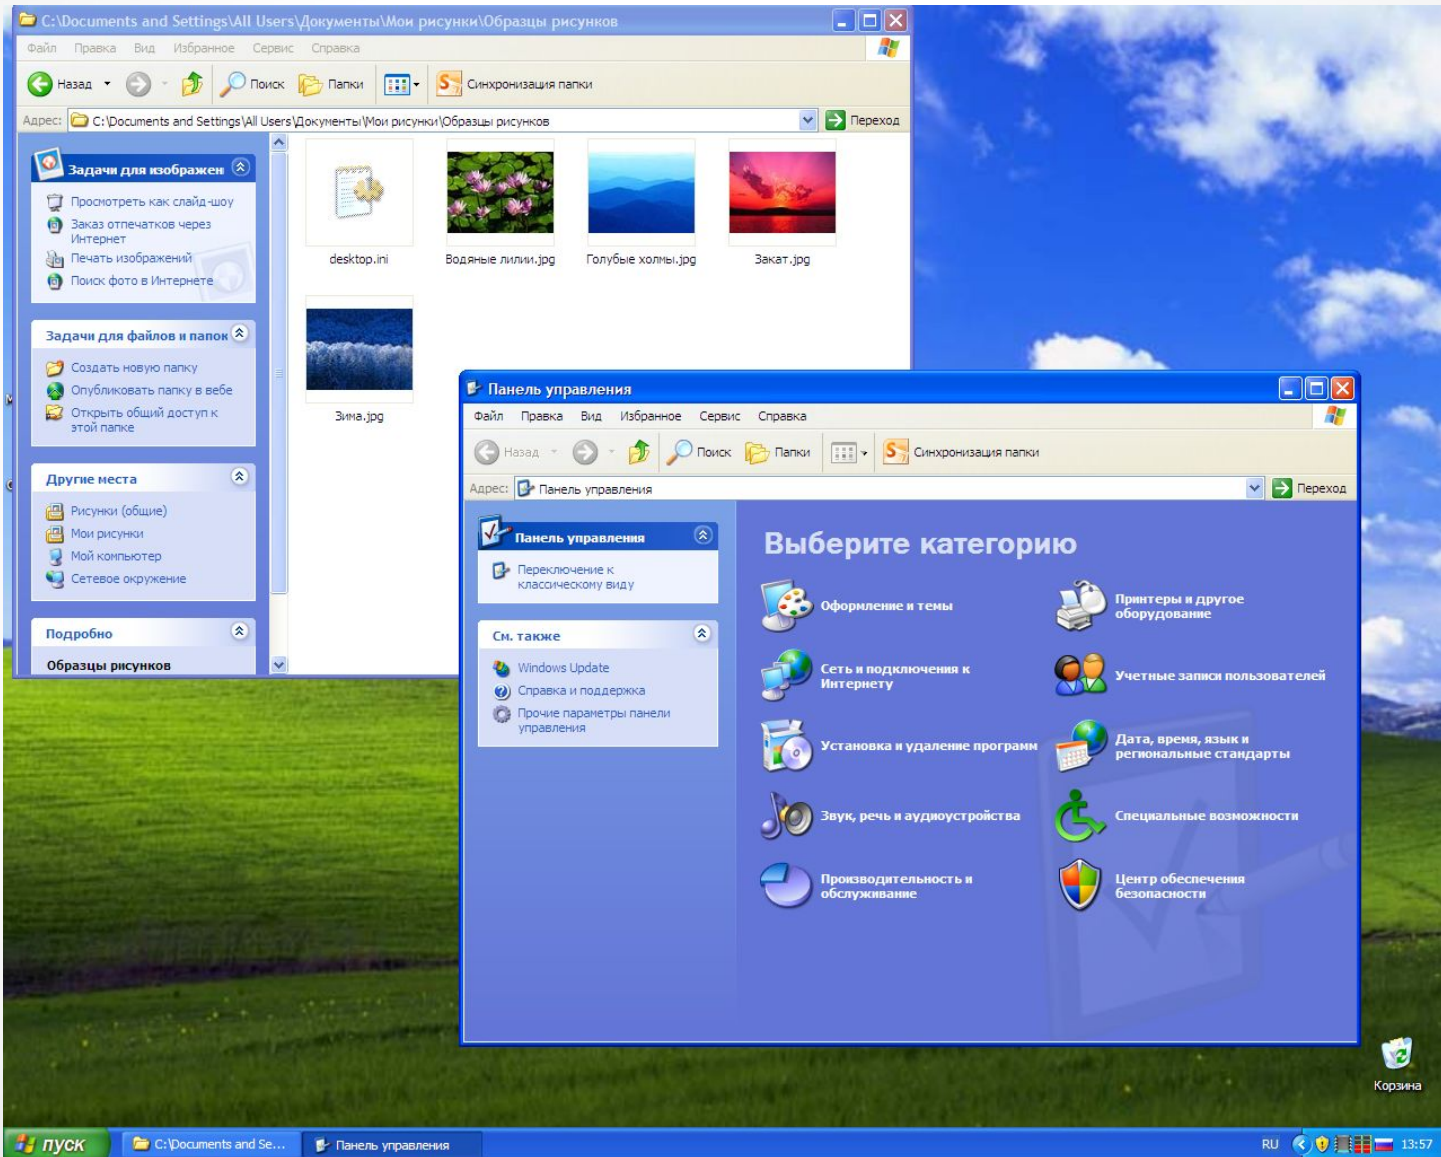 C:\Documents and Settings\All Users\Документы\Мои рисунки\Образцы рисунков
Файл Правка Вид Избранное Сервис Справка
Назад Поиск Папки Синхронизация папки
Адрес: C:\Documents and Settings\All Users\Документы\Мои рисунки\Образцы рисунков Переход
Задачи для изображен
Просмотреть как слайд-шоу
Заказ отпечатков через
Интернет
Печать изображений
Поиск фото в Интернете
Задачи для файлов и папок
Создать новую папку
Опубликовать папку в вебе
Открыть общий доступ к
этой папке
Другие места
Рисунки (общие)
Мои рисунки
Мой компьютер
Сетевое окружение
Подробно
Образцы рисунков
desktop.ini Водяные лилии.jpg Голубые холмы.jpg Закат.jpg
Зима.jpg
Панель управления
Файл Правка Вид Избранное Сервис Справка
Назад Поиск Папки Синхронизация папки
Адрес: Панель управления Переход
Панель управления
Переключение к
классическому виду
См. также
Windows Update
Справка и поддержка
Прочие параметры панели
управления
Выберите категорию
Оформление и темы
Принтеры и другое
оборудование
Сеть и подключения к
Интернету
Учетные записи пользователей
Установка и удаление программ
Дата, время, язык и
региональные стандарты
Звук, речь и аудиоустройства
Специальные возможности
Производительность и
обслуживание
Центр обеспечения
безопасности
Корзина
пуск C:\Documents and Se... Панель управления RU 13:57